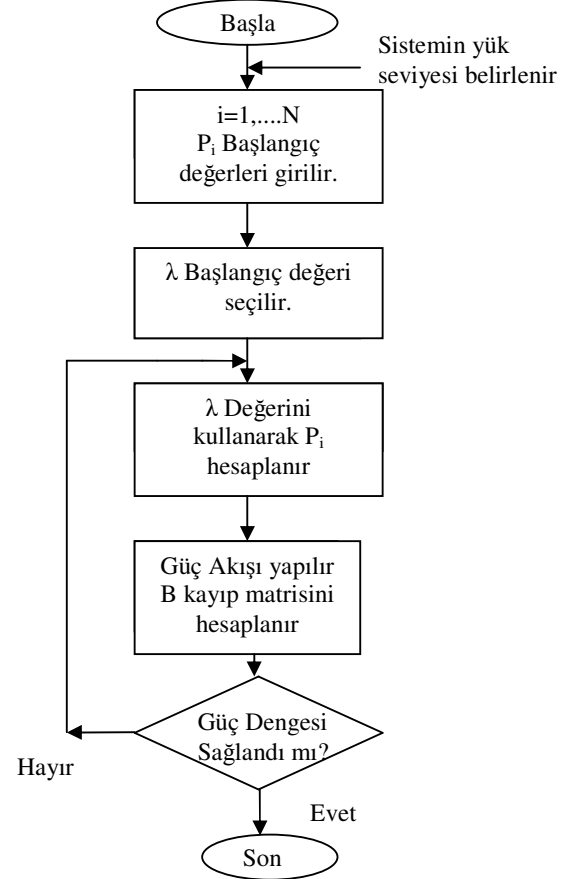 Başla
Sistemin yük
seviyesi belirlenir
i=1,....N
Pi Başlangıç
değerleri girilir.
λ Başlangıç değeri
seçilir.
λ Değerini
kullanarak Pi
hesaplanır
Güç Akışı yapılır
B kayıp matrisini
hesaplanır
Güç Dengesi
Sağlandı mı?
Hayır
Evet
Son